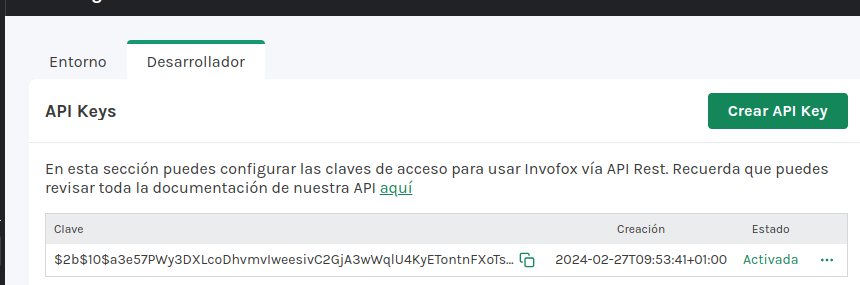 Entorno Desarrollador
API Keys Crear API Key
En esta sección puedes configurar las claves de acceso para usar Invofox vía API Rest. Recuerda que puedes
revisar toda la documentación de nuestra API aquí
Clave Creación Estado
$2b$10$a3e57PWy3DXLcoDhvmvIweesivC2GjA3wWqlU4KyETontnFXoTs... 2024-02-27T09:53:41+01:00 Activada ...